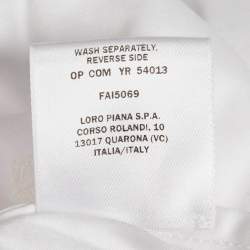 WASH SEPARATELY,
REVERSE SIDE
OP COM YR 54013
FAI5069
LORO PIANA S.P.A.
CORSO ROLANDI, 10
13017 QUARONA (VC)
ITALIA/ITALY